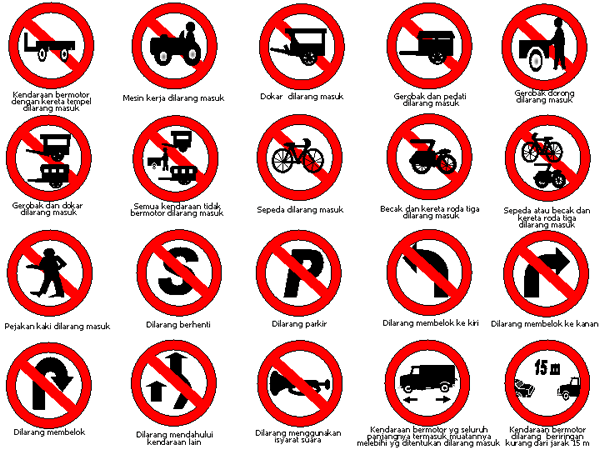 Kendaraan bermotor
dengan kereta tempel
dilarang masuk
Mesin kerja dilarang masuk
Dokar dilarang masuk
Gerobak dan pedati
dilarang masuk
Gerobak dorong
dilarang masuk
Gerobak dan dokar
dilarang masuk
Semua kendaraan tidak
bermotor dilarang masuk
Sepeda dilarang masuk
Becak dan kereta roda tiga
dilarang masuk
Sepeda atau becak dan
kereta roda tiga
dilarang masuk
S
P
Pejakan kaki dilarang masuk
Dilarang berhenti
Dilarang parkir
Dilarang membelok ke kiri
Dilarang membelok ke kanan
15 m
Dilarang membelok
Dilarang mendahului
kendaraan lain
Dilarang menggunakan
isyarat suara
Kendaraan bermotor yg seluruh
panjangnya termasuk muatannya
melebihi yg ditentukan dilarang masuk
Kendaraan bermotor
dilarang beriringan
kurang dari jarak 15 m